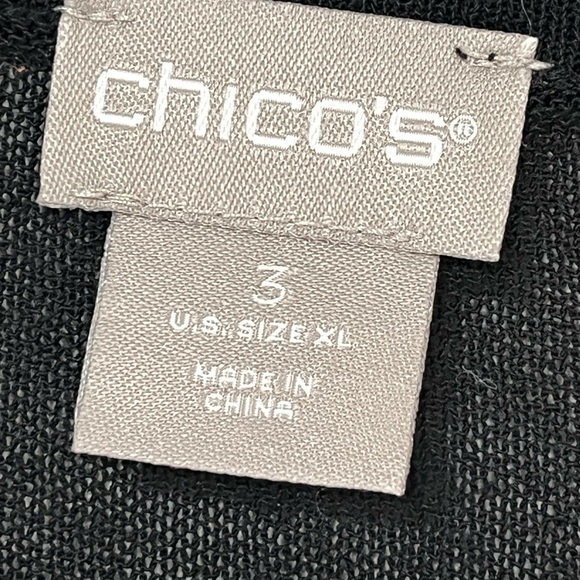 chico's®
3
U.S. SIZE XL
MADE IN
CHINA